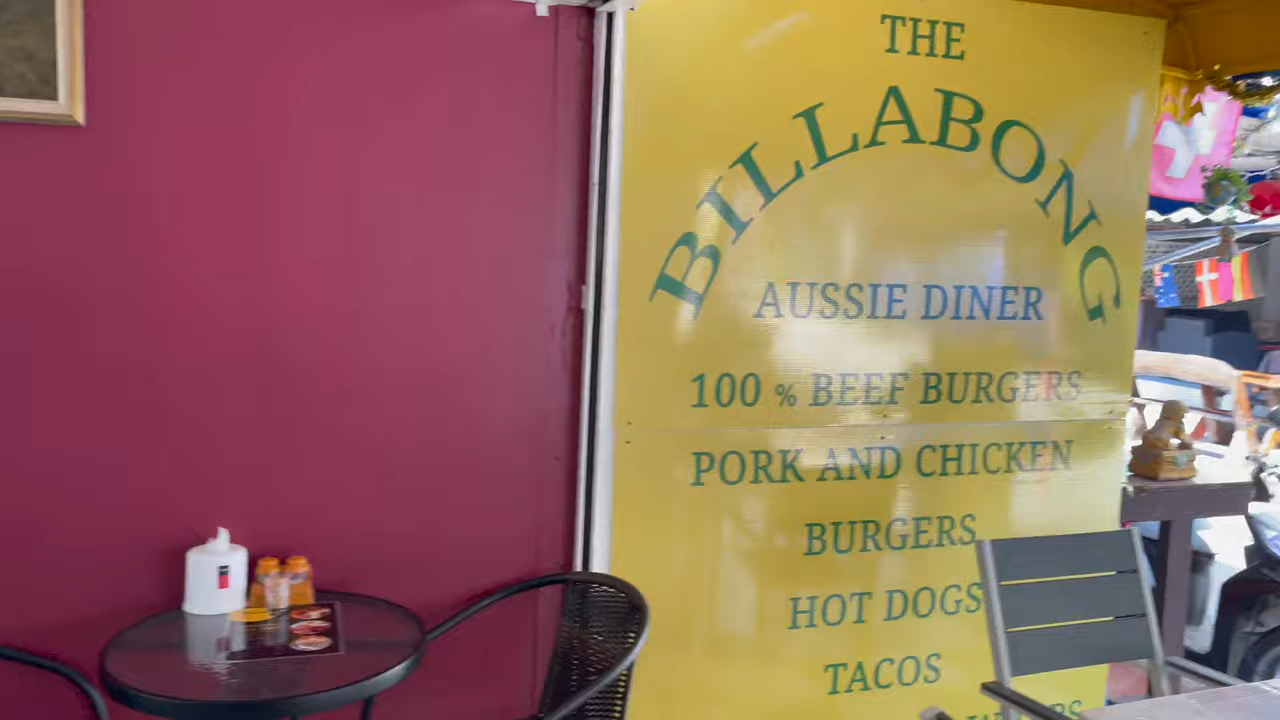 THE
BILLABONG
AUSSIE DINER
100 % BEEF BURGERS
PORK AND CHICKEN
BURGERS
HOT DOGS
TACOS